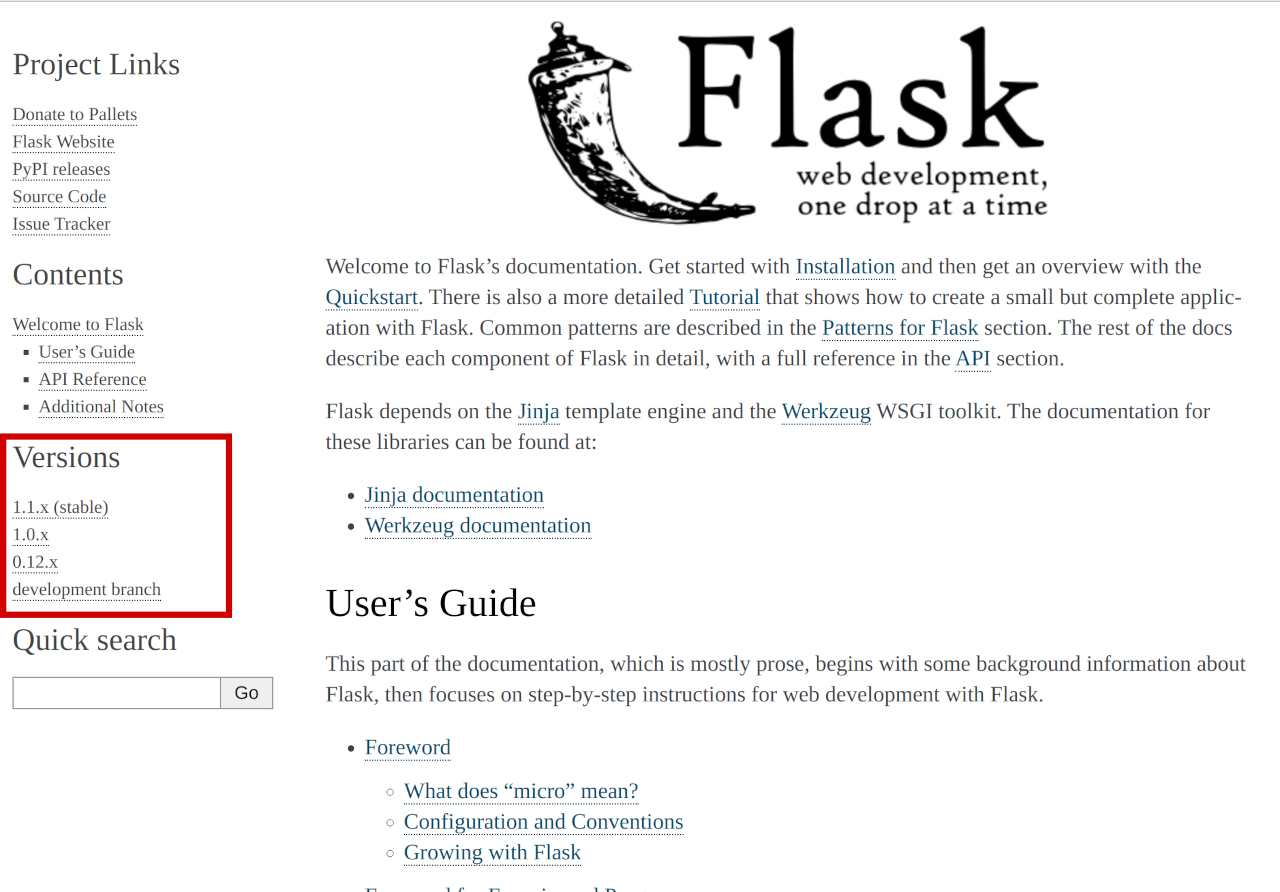 Project Links
Donate to Pallets
Flask Website
PyPI releases
Source Code
Issue Tracker
Contents
Welcome to Flask
User’s Guide
API Reference
Additional Notes
Versions
1.1.x (stable)
1.0.x
0.12.x
development branch
Quick search
Go
Flask
web development,
one drop at a time
Welcome to Flask’s documentation. Get started with Installation and then get an overview with the
Quickstart. There is also a more detailed Tutorial that shows how to create a small but complete applic-
ation with Flask. Common patterns are described in the Patterns for Flask section. The rest of the docs
describe each component of Flask in detail, with a full reference in the API section.
Flask depends on the Jinja template engine and the Werkzeug WSGI toolkit. The documentation for
these libraries can be found at:
Jinja documentation
Werkzeug documentation
User’s Guide
This part of the documentation, which is mostly prose, begins with some background information about
Flask, then focuses on step-by-step instructions for web development with Flask.
Foreword
What does “micro” mean?
Configuration and Conventions
Growing with Flask